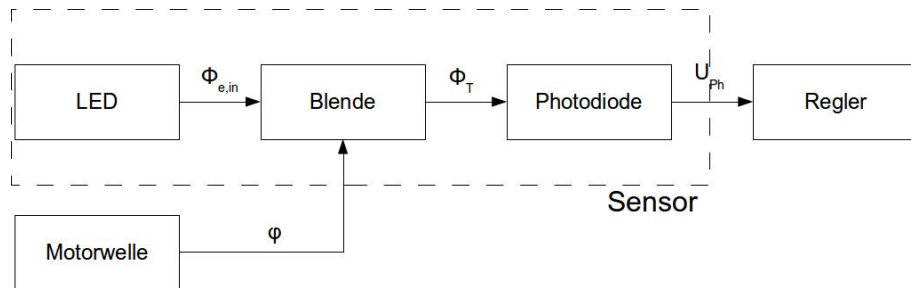 LED
Φe,in
Blende
ΦT
Photodiode
UPh
Regler
Sensor
Motorwelle
φ